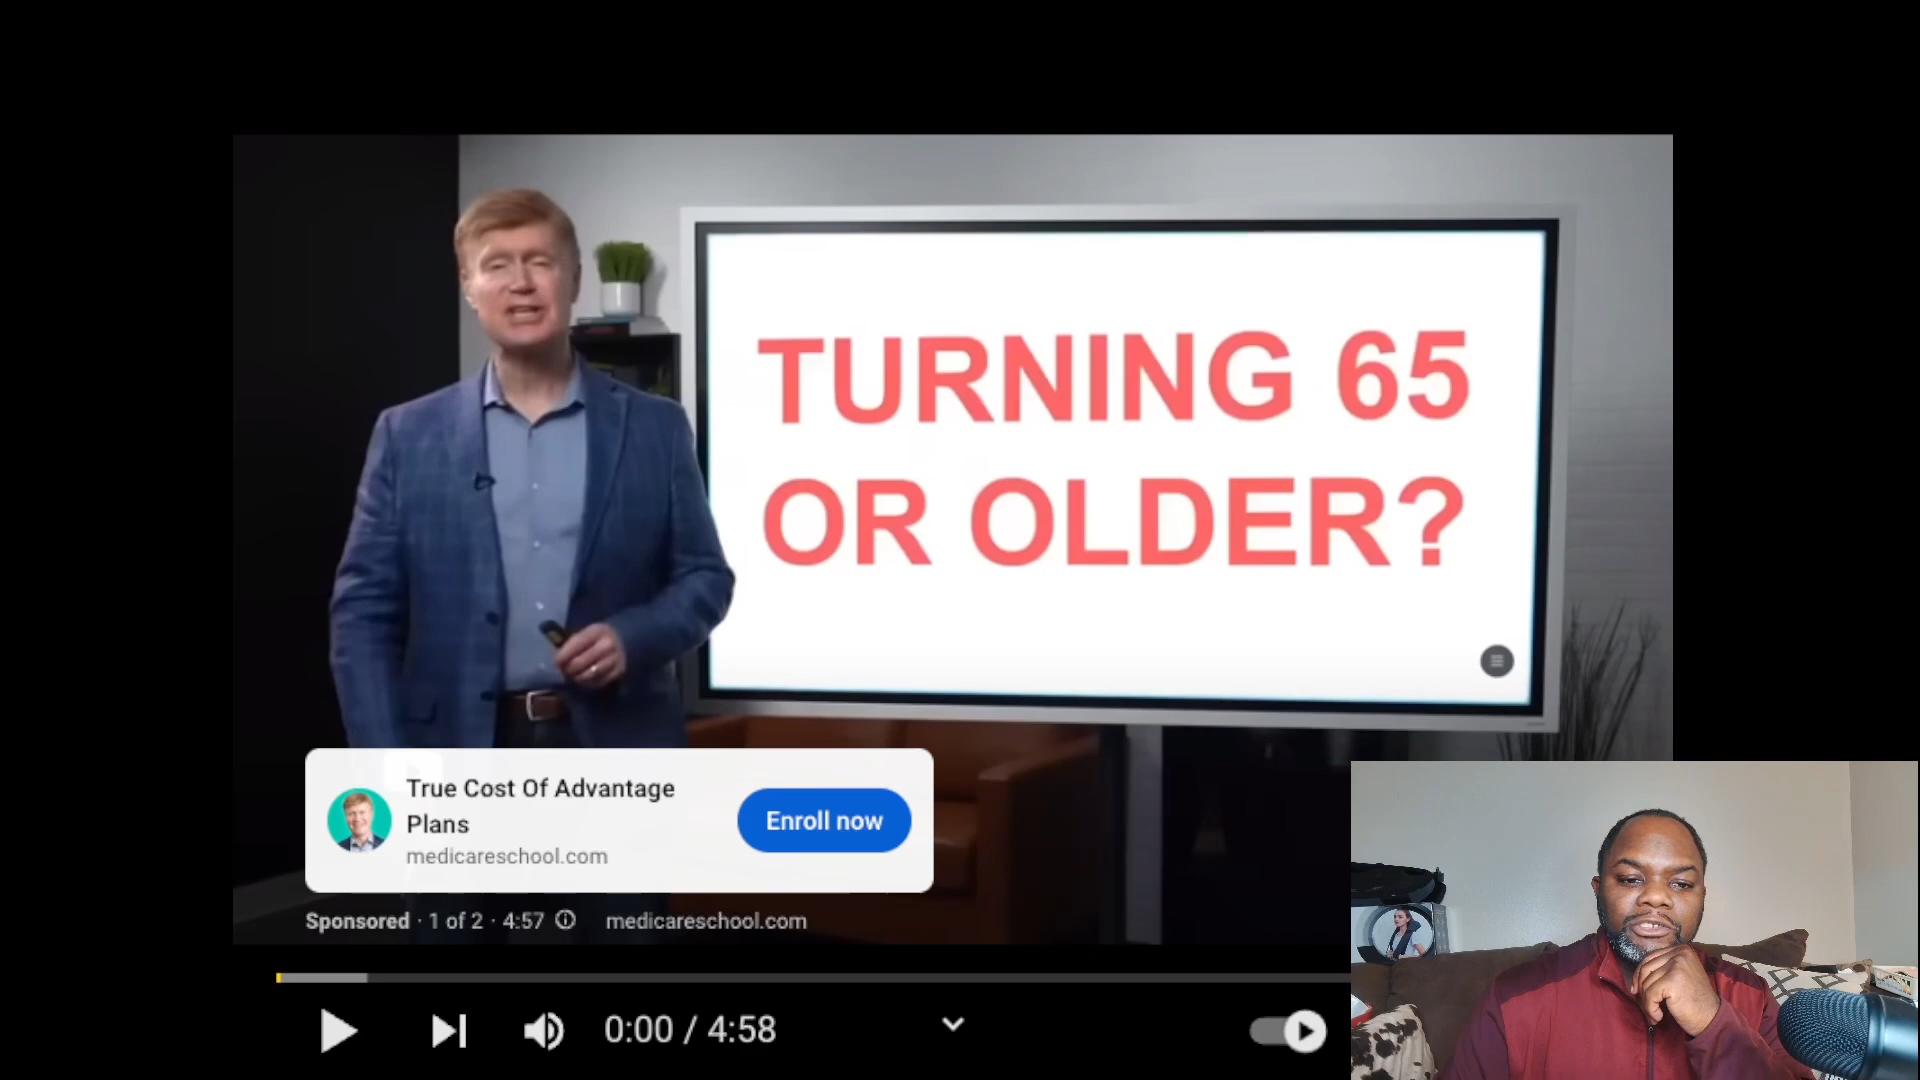 TURNING 65
OR OLDER?
True Cost Of Advantage
Plans
medicareschool.com
Enroll now
Sponsored · 1 of 2 · 4:57 medicareschool.com
0:00 / 4:58